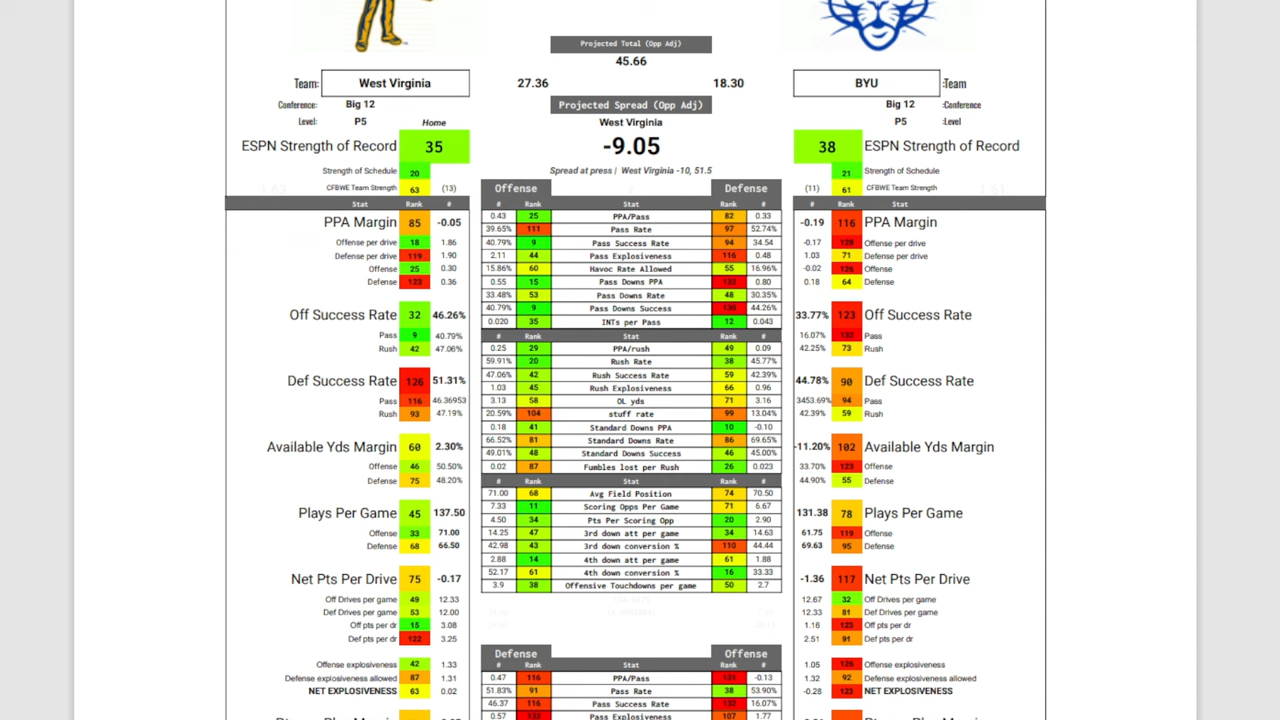 Projected Total (Opp Adj)
45.66
Team: West Virginia 27.36 18.30 BYU :Team
Conference: Big 12 Projected Spread (Opp Adj) Big 12 :Conference
Level: P5 Home West Virginia P5 :Level
ESPN Strength of Record 35 -9.05 38 ESPN Strength of Record
Strength of Schedule 20 Spread at press | West Virginia -10, 51.5 21 Strength of Schedule
CFBWE Team Strength 63 (13) Offense Defense (11) 61 CFBWE Team Strength
Stat Rank # # Rank Stat Rank # # Rank Stat
0.43 25 PPA/Pass 82 0.33
PPA Margin 85 -0.05 -0.19 116 PPA Margin
39.65% 111 Pass Rate 97 52.74%
Offense per drive 18 1.86 40.79% 9 Pass Success Rate 94 34.54 -0.17 128 Offense per drive
Defense per drive 119 1.90 2.11 44 Pass Explosiveness 116 0.48 1.03 71 Defense per drive
Offense 25 0.30 15.86% 60 Havoc Rate Allowed 55 16.96% -0.02 126 Offense
Defense 123 0.36 0.55 15 Pass Downs PPA 132 0.80 0.18 64 Defense
33.48% 53 Pass Downs Rate 48 30.35%
40.79% 9 Pass Downs Success 44.26%
Off Success Rate 32 46.26% 33.77% 123 Off Success Rate
0.020 35 INTs per Pass 12 0.043
Pass 9 40.79% # Rank Stat Rank # 16.07% 132 Pass
Rush 42 47.06% 0.25 29 PPA/rush 49 0.09 42.25% 73 Rush
59.91% 20 Rush Rate 38 45.77%
47.06% 42 Rush Success Rate 59 42.39%
Def Success Rate 126 51.31% 44.78% 90 Def Success Rate
1.03 45 Rush Explosiveness 66 0.96
Pass 116 46.36953 3.13 58 OL yds 71 3.16 3453.69% 94 Pass
Rush 93 47.19% 20.59% 104 stuff rate 99 13.04% 42.39% 59 Rush
0.18 41 Standard Downs PPA 10 -0.10
66.52% 81 Standard Downs Rate 86 69.65%
Available Yds Margin 60 2.30% -11.20% 102 Available Yds Margin
49.01% 48 Standard Downs Success 46 45.00%
Offense 46 50.50% 0.02 87 Fumbles lost per Rush 26 0.023 33.70% 123 Offense
Defense 75 48.20% # Rank Stat Rank # 44.90% 55 Defense
71.00 68 Avg Field Position 74 70.50
7.33 11 Scoring Opps Per Game 71 6.67
Plays Per Game 45 137.50 131.38 78 Plays Per Game
4.50 34 Pts Per Scoring Opp 20 2.90
Offense 33 71.00 14.25 47 3rd down att per game 34 14.63 61.75 119 Offense
Defense 68 66.50 42.98 43 3rd down conversion % 110 44.44 69.63 95 Defense
2.88 14 4th down att per game 61 1.88
52.17 61 4th down conversion % 16 33.33
Net Pts Per Drive 75 -0.17 -1.36 117 Net Pts Per Drive
3.9 38 Offensive Touchdowns per game 50 2.7
Off Drives per game 49 12.33 12.67 32 Off Drives per game
Def Drives per game 53 12.00 12.33 81 Def Drives per game
Off pts per dr 15 3.08 1.16 123 Off pts per dr
Def pts per dr 122 3.25 2.51 91 Def pts per dr
Defense Offense
Offense explosiveness 42 1.33 # Rank Stat Rank # 1.05 126 Offense explosiveness
Defense explosiveness allowed 87 1.31 0.47 116 PPA/Pass 131 -0.13 1.32 92 Defense explosiveness allowed
NET EXPLOSIVENESS 63 0.02 51.83% 91 Pass Rate 38 53.90% -0.28 123 NET EXPLOSIVENESS
46.37 116 Pass Success Rate 132 16.07%
0.57 132 Pass Explosiveness 107 1.77